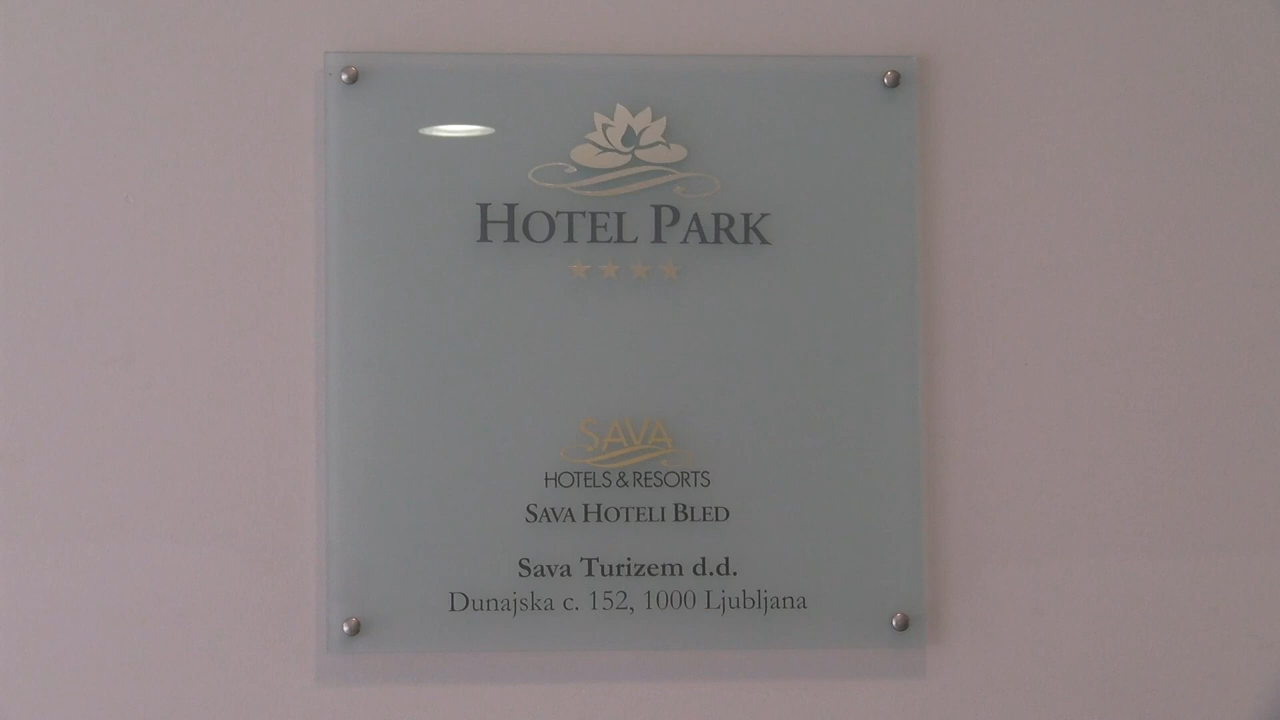 HOTEL PARK
SAVA
HOTELS & RESORTS
SAVA HOTELI BLED
Sava Turizem d.d.
Dunajska c. 152, 1000 Ljubljana